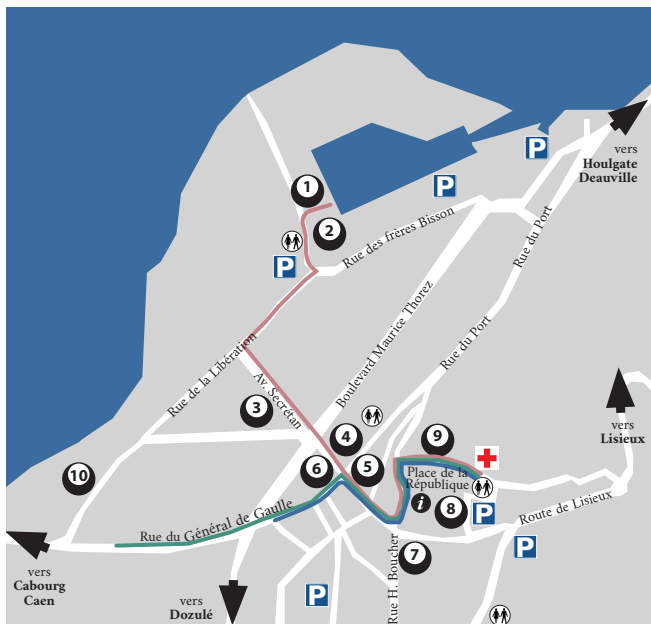 P
vers
Houlgate
Deauville
P
1
2
P
Rue des frères Bisson
Rue du Port
Boulevard Maurice Thorez
Rue de la Libération
Av. Secrétan
Rue du Port
3
4
vers
Lisieux
9
10
6
5
Place de la
République
i
8
P
Route de Lisieux
Rue du Général de Gaulle
P
7
Rue H. Boucher
vers
Cabourg
Caen
vers
Dozulé
P